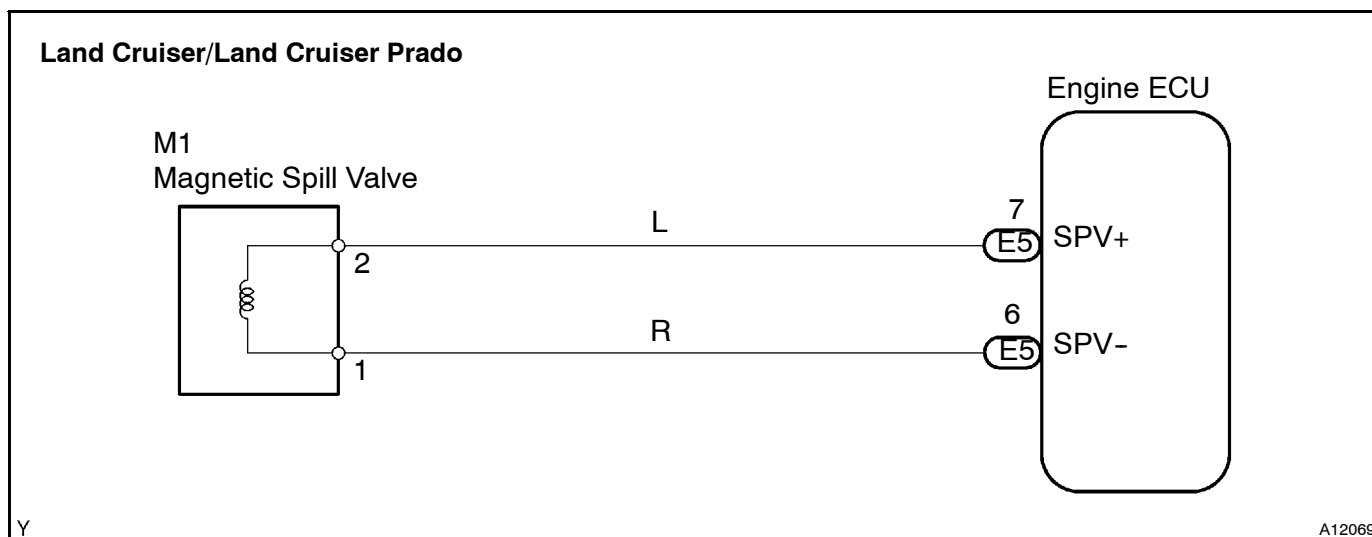 Land Cruiser/Land Cruiser Prado
Engine ECU
M1
Magnetic Spill Valve
L
7
E5
SPV+
2
R
6
E5
SPV-
1
Y
A12069